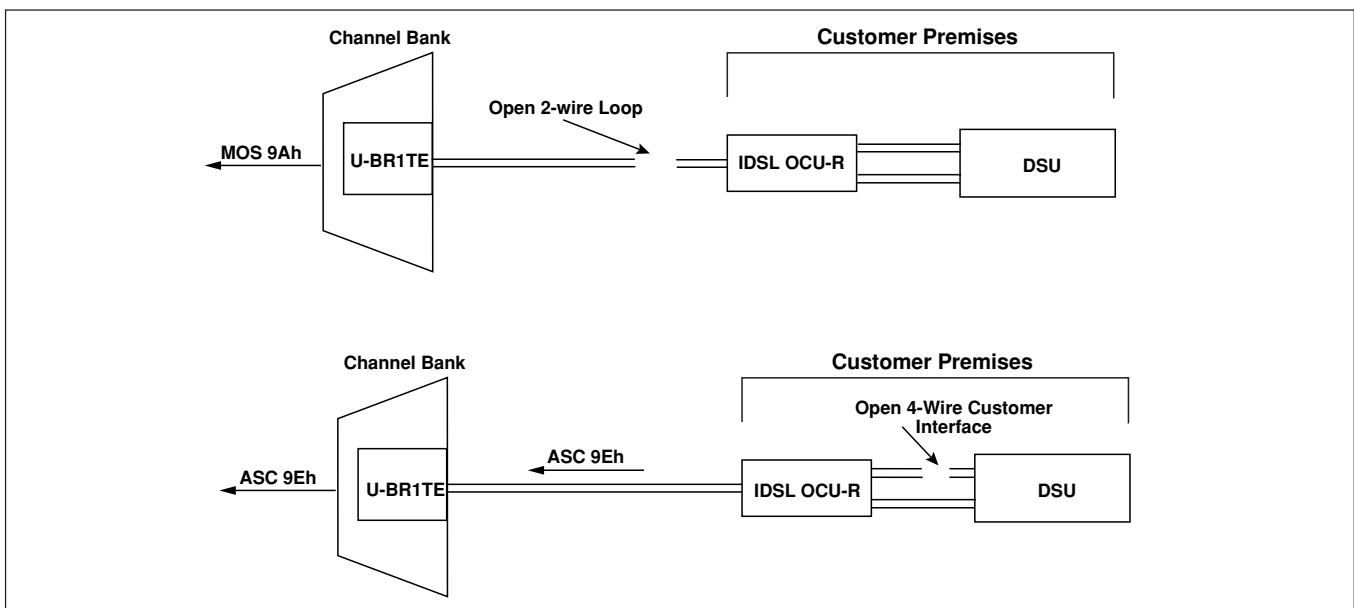 Channel Bank
Customer Premises
Open 2-wire Loop
MOS 9Ah
U-BR1TE
IDSL OCU-R
DSU
Channel Bank
Customer Premises
Open 4-Wire Customer
Interface
ASC 9Eh
ASC 9Eh
U-BR1TE
IDSL OCU-R
DSU